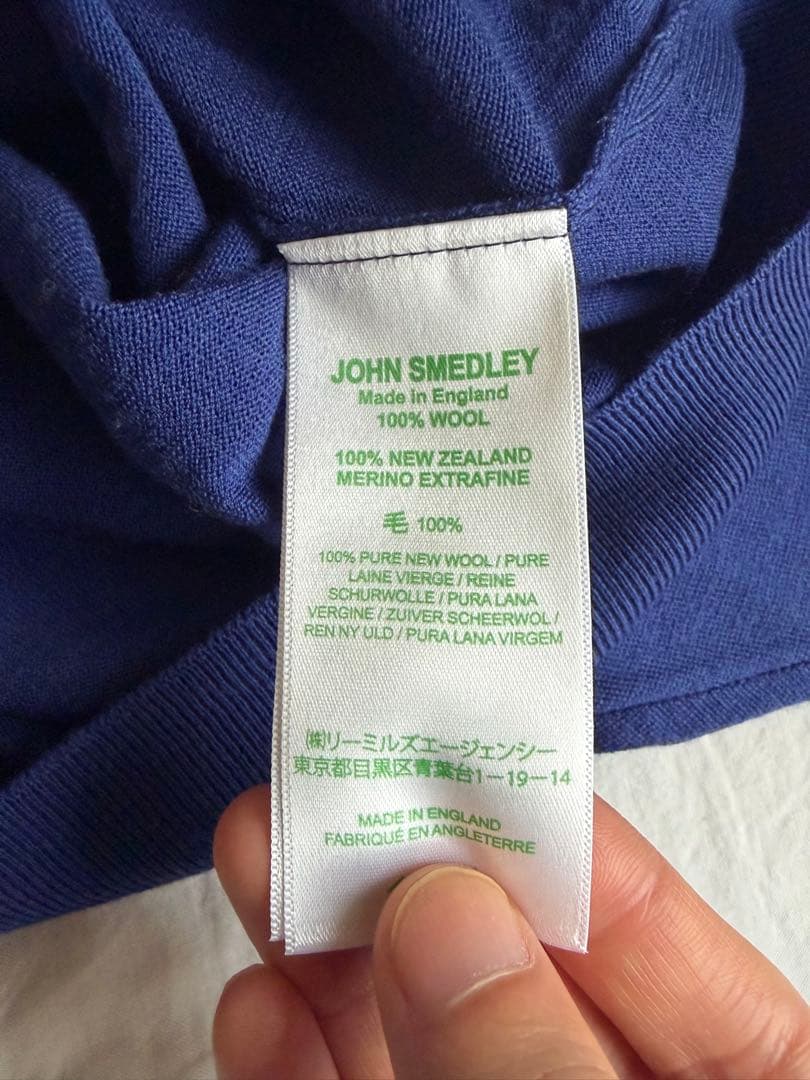 JOHN SMEDLEY
Made in England
100% WOOL
100% NEW ZEALAND
MERINO EXTRAFINE
毛 100%
100% PURE NEW WOOL / PURE
LAINE VIERGE / REINE
SCHURWOLLE / PURA LANA
VERGINE / ZUIVER SCHEERWOL /
REN NY ULD / PURA LANA VIRGEM
㈱リーミルズエージェンシー
東京都目黒区青葉台1-19-14
MADE IN ENGLAND
FABRIQUÉ EN ANGLETERRE